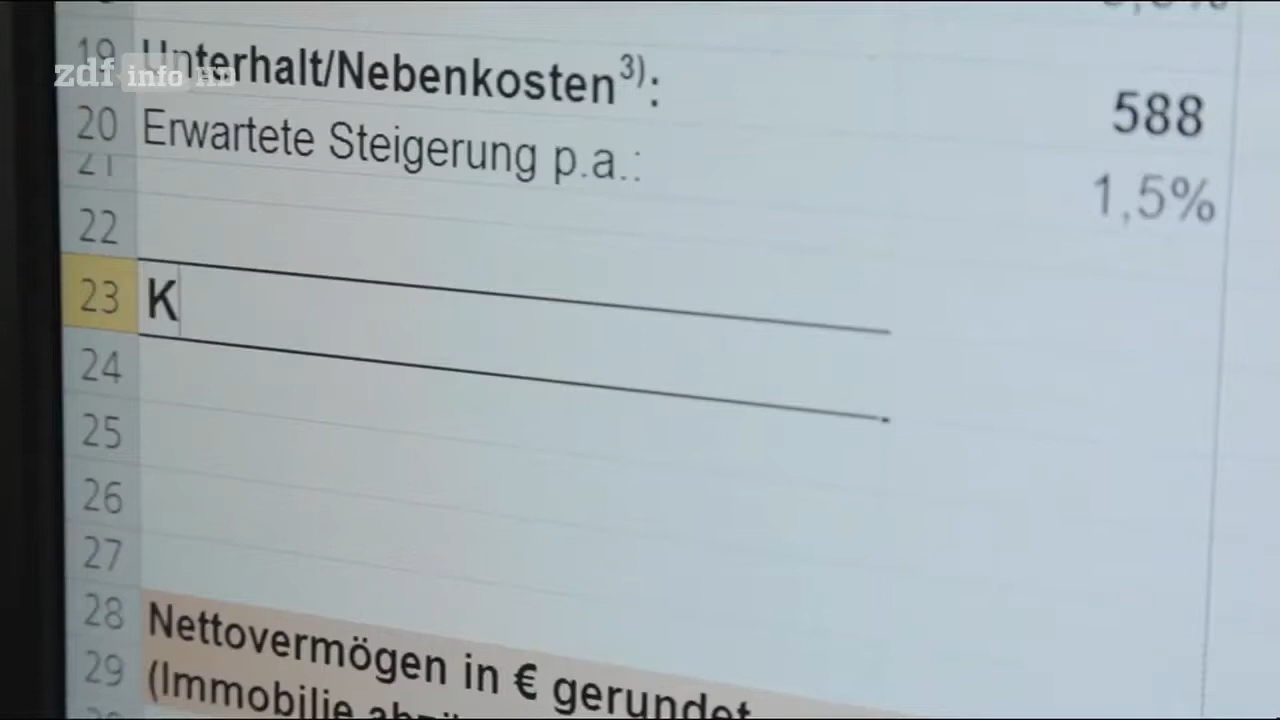 zdf info HD
19 Unterhalt/Nebenkosten3): 588
20 Erwartete Steigerung p.a.: 1,5%
21
22
23 K
24
25
26
27
28 Nettovermögen in € gerundet
29 (Immobilie